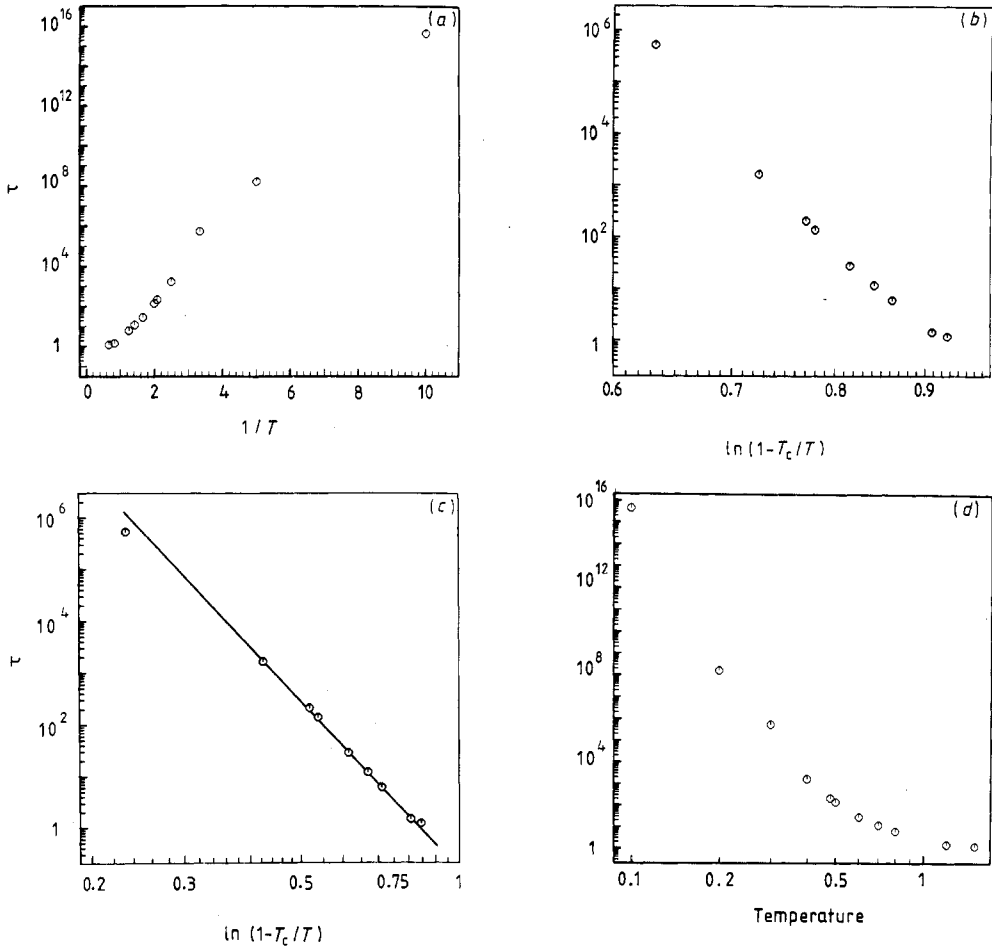 (a)
10^16
10^12
10^8
10^4
1
τ
0 2 4 6 8 10
1/T
(b)
10^6
10^4
10^2
1
0.6 0.7 0.8 0.9
ln (1-T_c/T)
(c)
10^6
10^4
10^2
1
τ
0.2 0.3 0.5 0.75 1
ln (1-T_c/T)
(d)
10^16
10^12
10^8
10^4
1
0.1 0.2 0.5 1
Temperature